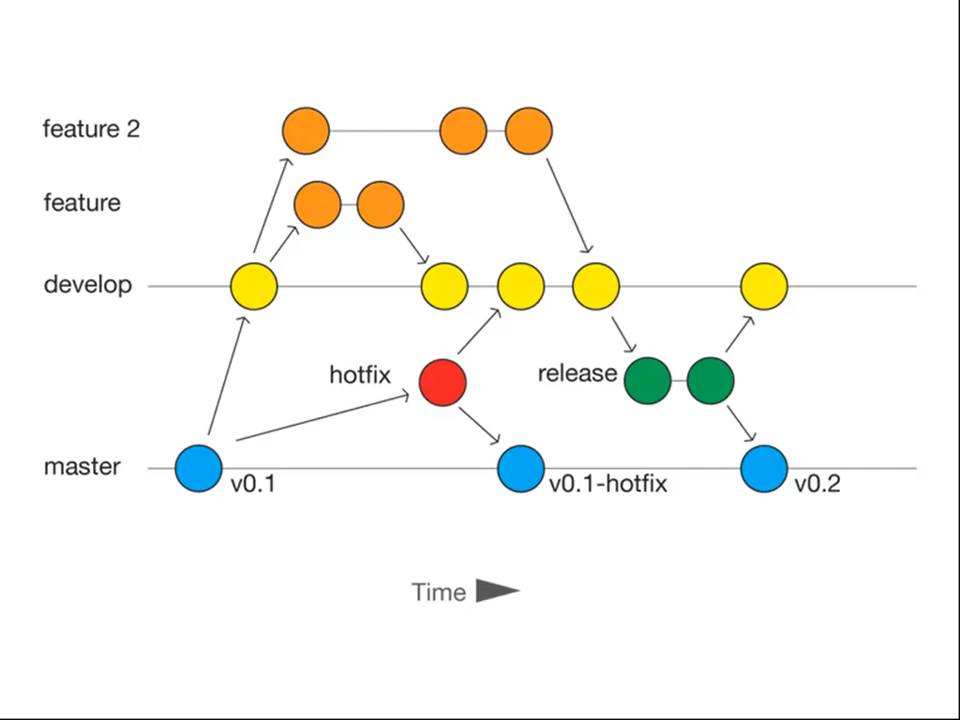 feature 2
feature
develop
hotfix
release
master
v0.1
v0.1-hotfix
v0.2
Time